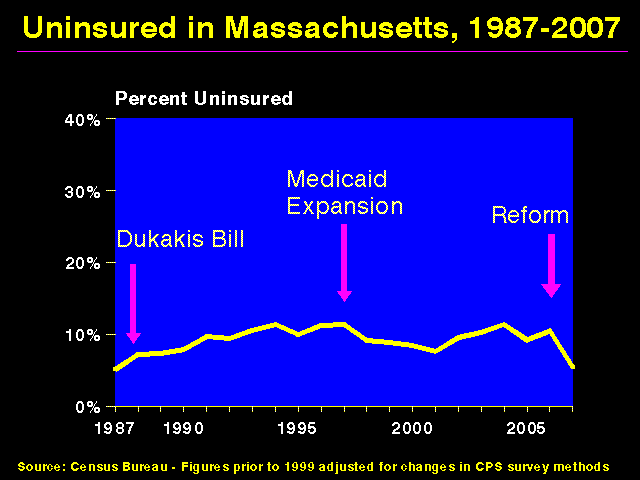 Uninsured in Massachusetts, 1987-2007
Percent Uninsured
40%
30%
20%
10%
0%
Dukakis Bill
Medicaid
Expansion
Reform
1987 1990 1995 2000 2005
Source: Census Bureau - Figures prior to 1999 adjusted for changes in CPS survey methods